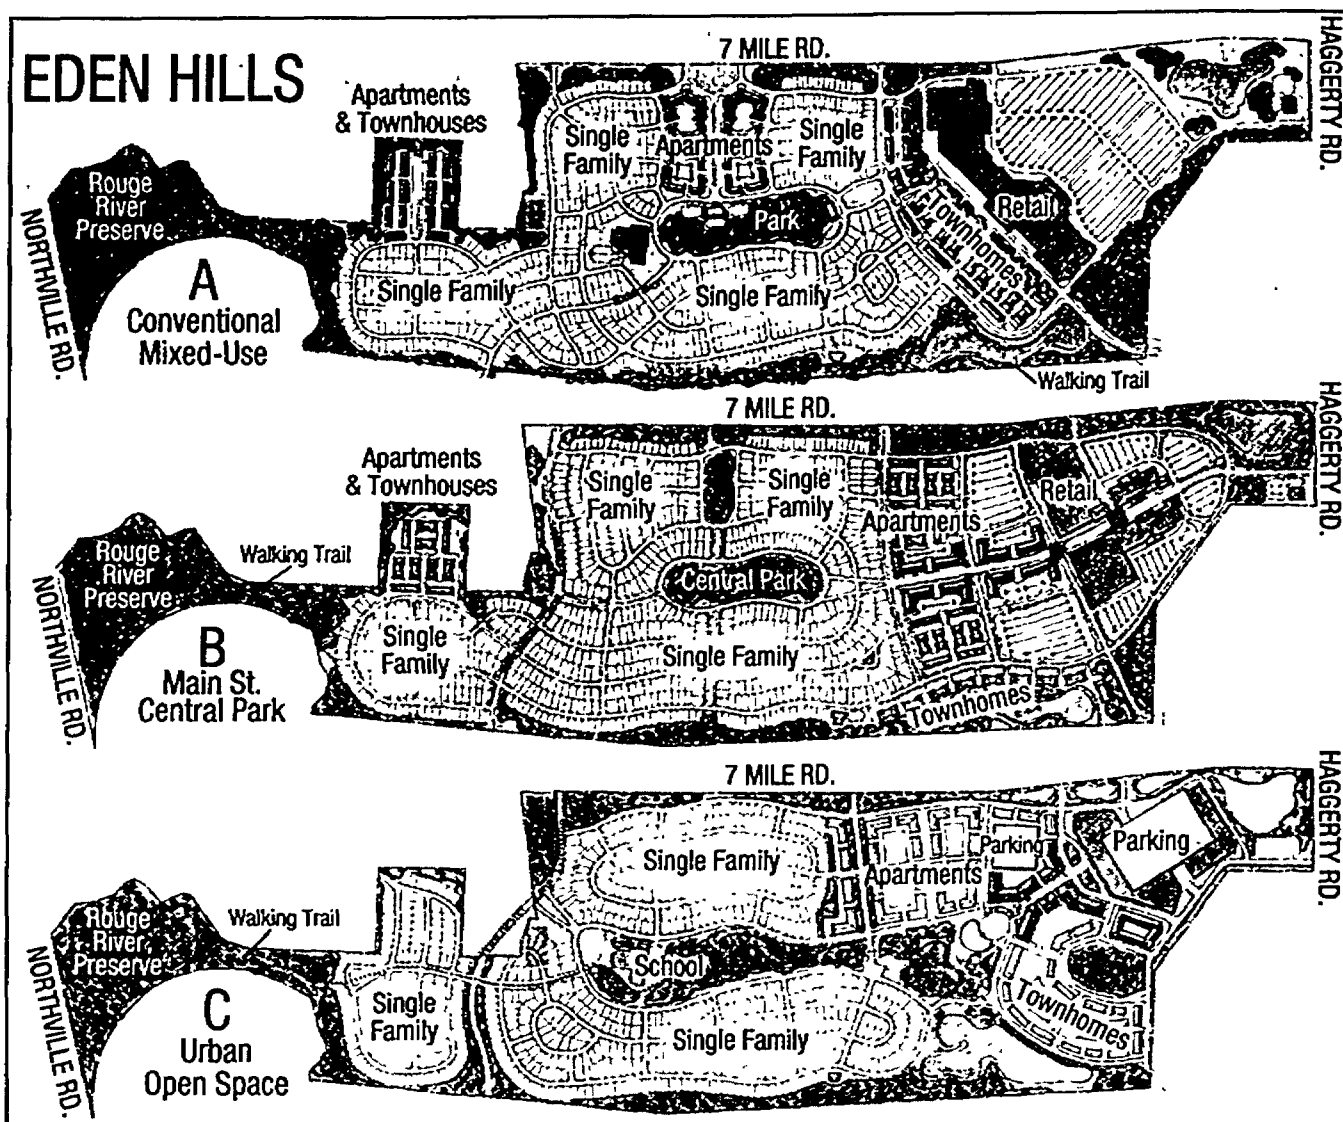 EDEN HILLS
7 MILE RD.
HAGGERTY RD.
Apartments
& Townhouses
Single
Family
Apartments
Single
Family
Rouge
River
Preserve
NORTHVILLE RD.
Park
Townhomes
Retail
A
Conventional
Mixed-Use
Single Family
Single Family
Walking Trail
7 MILE RD.
HAGGERTY RD.
Apartments
& Townhouses
Single
Family
Single
Family
Retail
Apartments
Rouge
River
Preserve
Walking Trail
NORTHVILLE RD.
Central Park
B
Main St.
Central Park
Single
Family
Single Family
Townhomes
7 MILE RD.
HAGGERTY RD.
Single Family
Parking
Parking
Apartments
Rouge
River
Preserve
Walking Trail
NORTHVILLE RD.
School
C
Urban
Open Space
Single
Family
Single Family
Townhomes